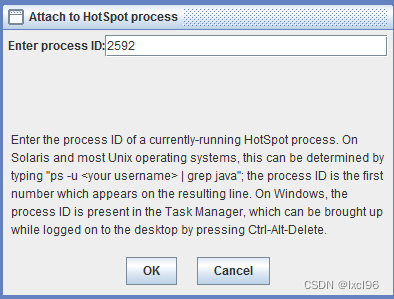 Attach to HotSpot process
Enter process ID: 2592
Enter the process ID of a currently-running HotSpot process. On
Solaris and most Unix operating systems, this can be determined by
typing "ps -u <your username> | grep java"; the process ID is the first
number which appears on the resulting line. On Windows, the
process ID is present in the Task Manager, which can be brought up
while logged on to the desktop by pressing Ctrl-Alt-Delete.
OK Cancel
CSDN @lxcl96